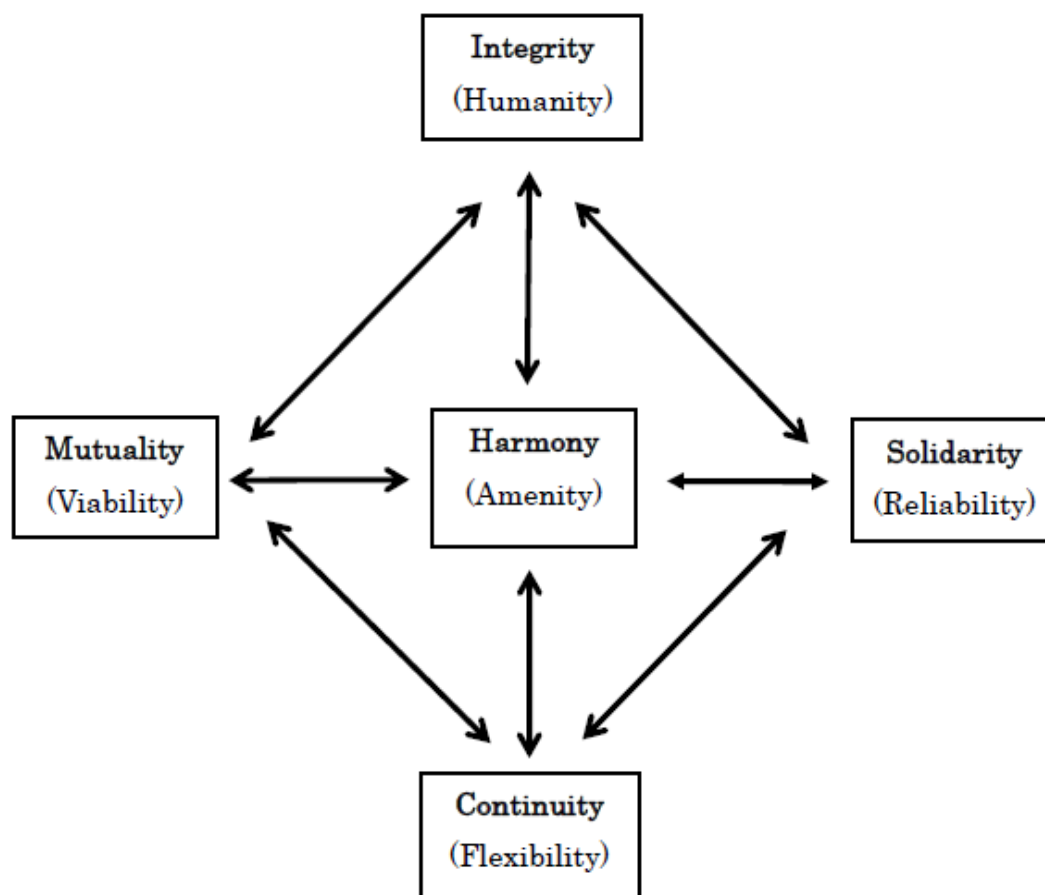 Integrity
(Humanity)
Mutuality
(Viability)
Harmony
(Amenity)
Solidarity
(Reliability)
Continuity
(Flexibility)